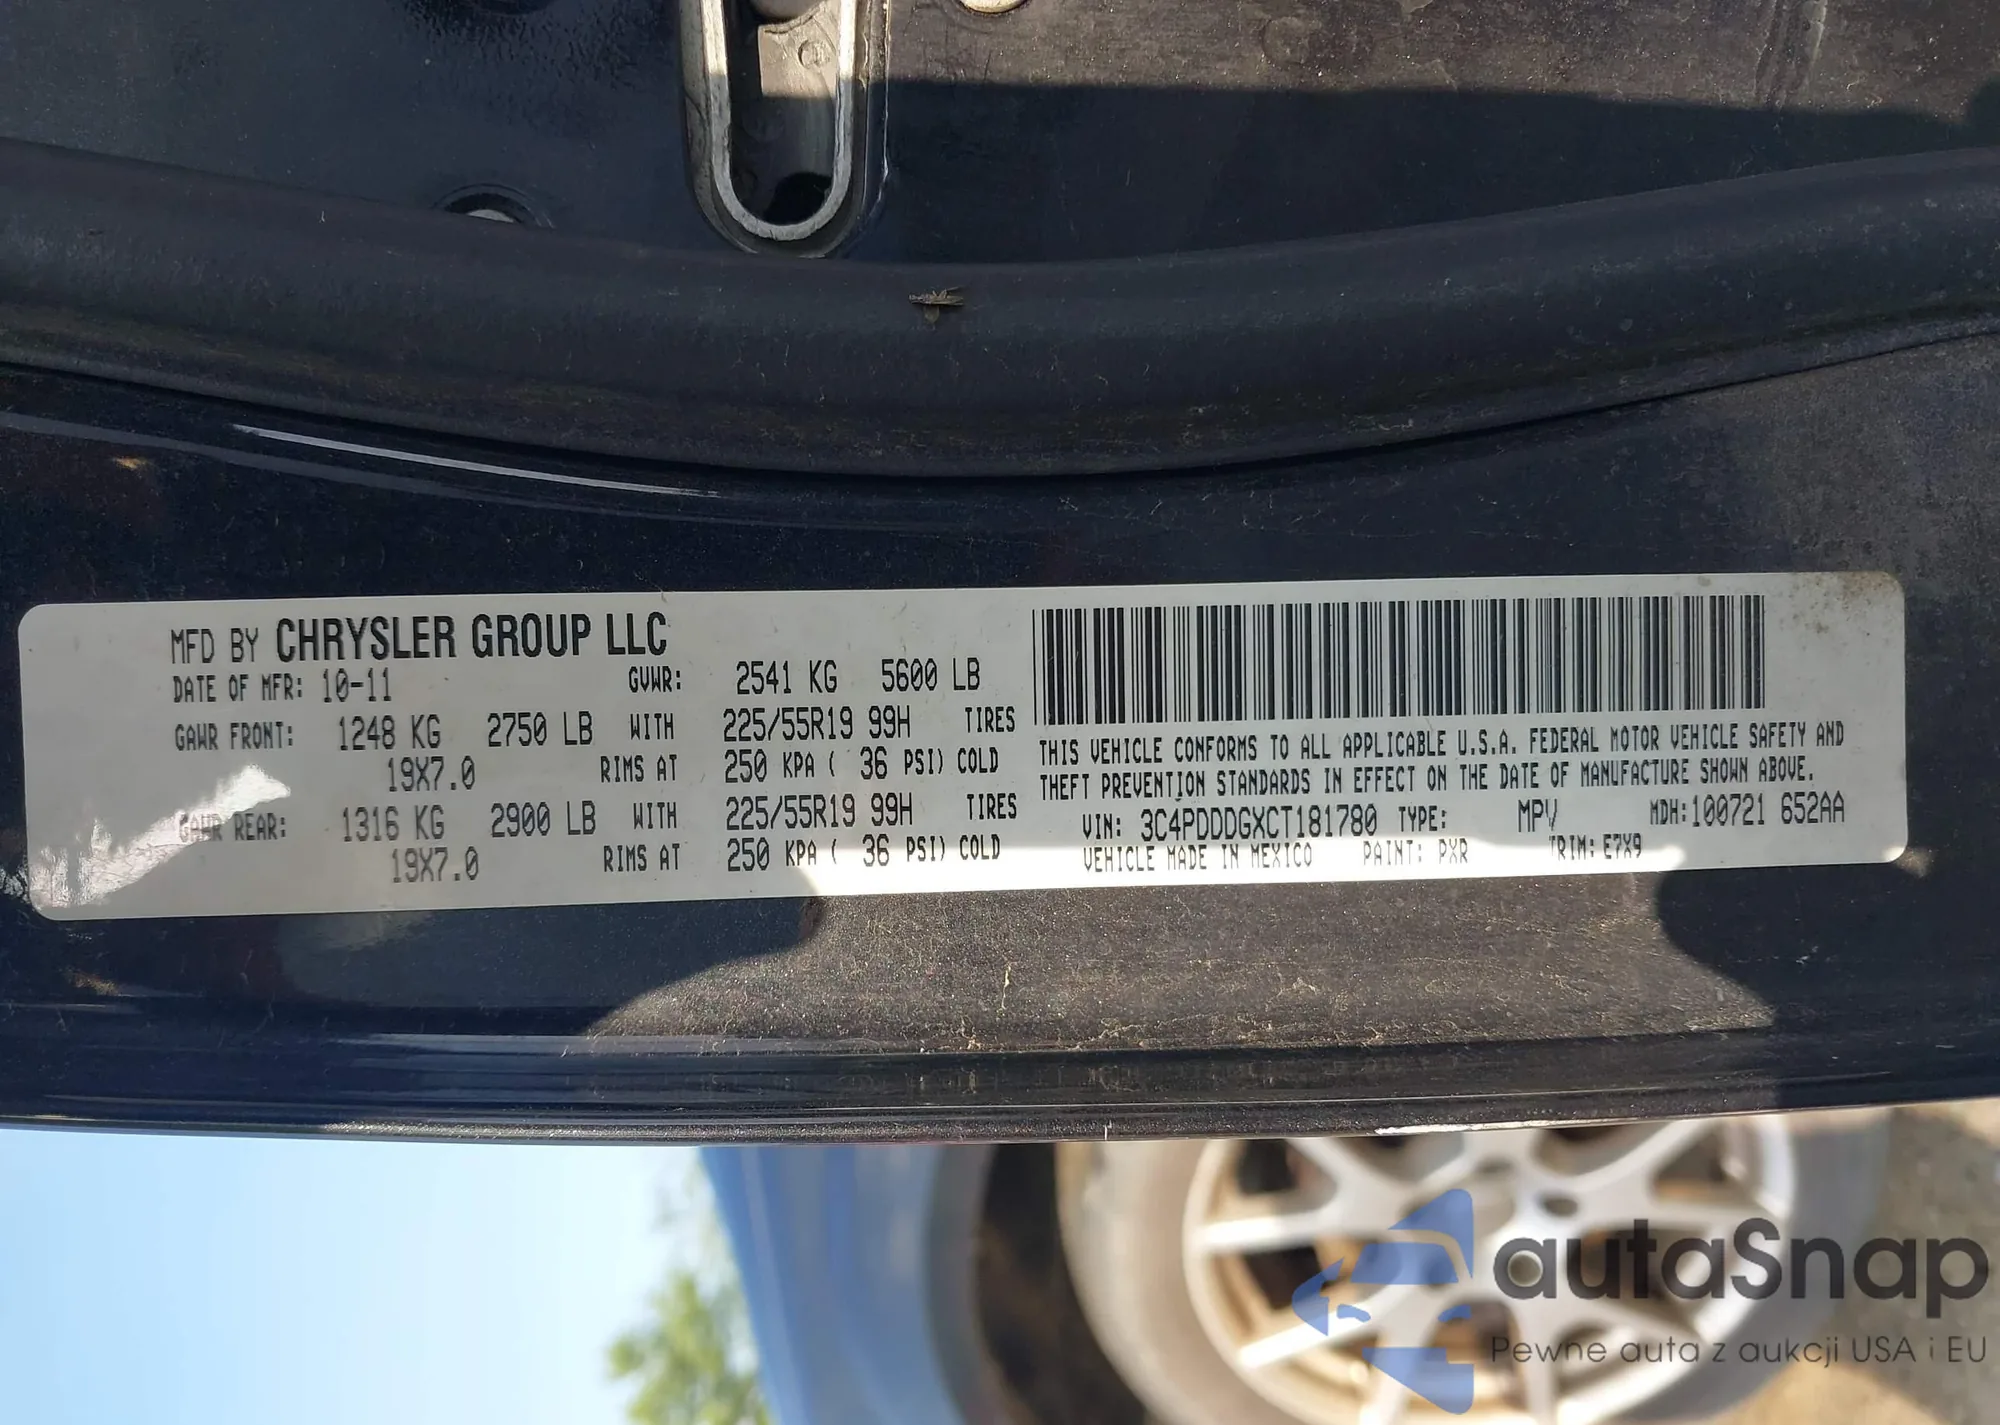 MFD BY CHRYSLER GROUP LLC
DATE OF MFR: 10-11 GVWR: 2541 KG 5600 LB
GAWR FRONT: 1248 KG 2750 LB WITH 225/55R19 99H TIRES
19X7.0 RIMS AT 250 KPA ( 36 PSI) COLD
GAWR REAR: 1316 KG 2900 LB WITH 225/55R19 99H TIRES
19X7.0 RIMS AT 250 KPA ( 36 PSI) COLD
THIS VEHICLE CONFORMS TO ALL APPLICABLE U.S.A. FEDERAL MOTOR VEHICLE SAFETY AND
THEFT PREVENTION STANDARDS IN EFFECT ON THE DATE OF MANUFACTURE SHOWN ABOVE.
VIN: 3C4PDDDGXCT181780 TYPE: MPV MDH:100721 652AA
VEHICLE MADE IN MEXICO PAINT: PXR TRIM: E7X9
autaSnap
Pewne auta z aukcji USA i EU